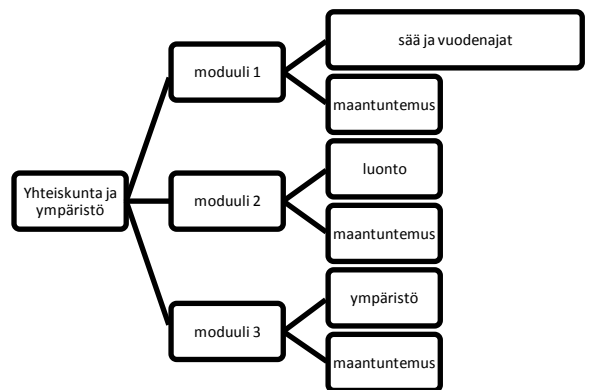 Yhteiskunta ja
ympäristö
moduuli 1
sää ja vuodenajat
maantuntemus
moduuli 2
luonto
maantuntemus
moduuli 3
ympäristö
maantuntemus